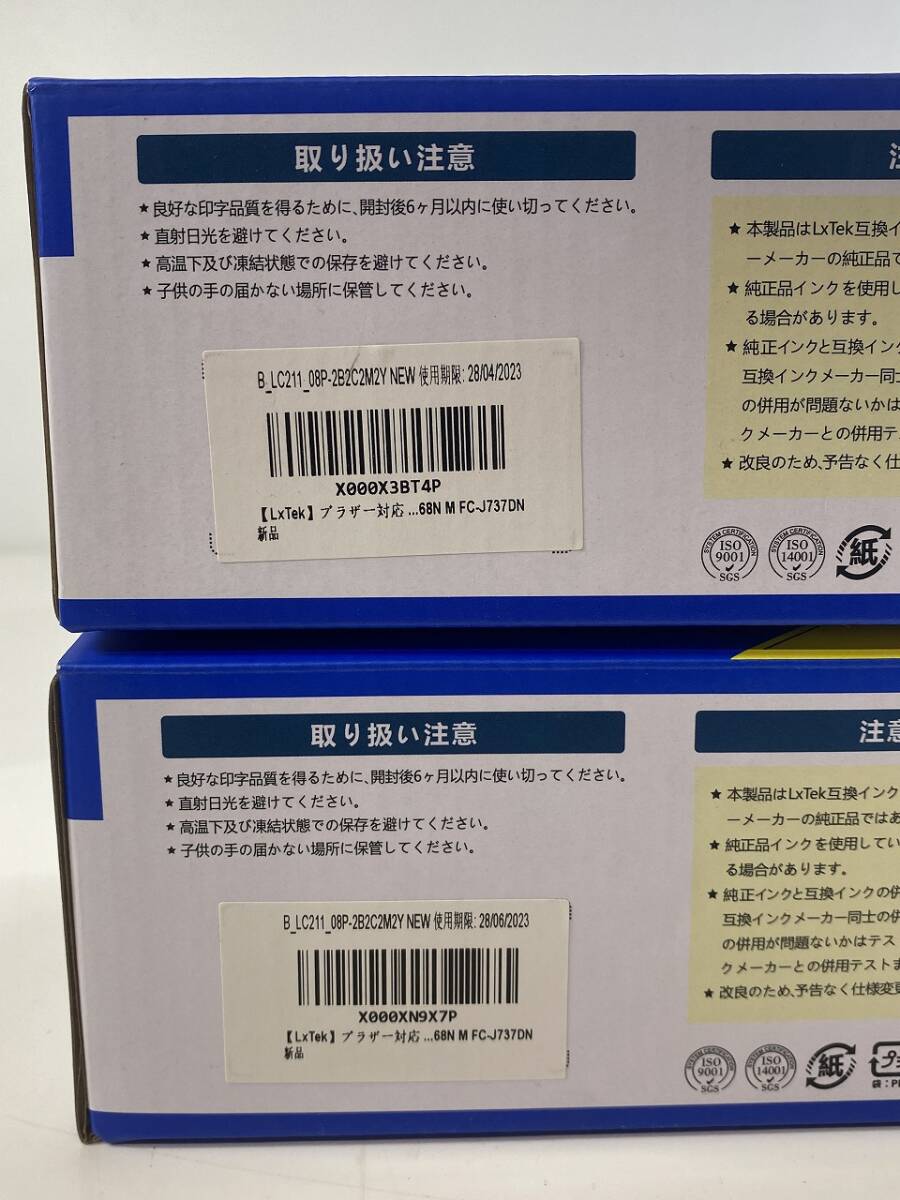 取り扱い注意
★良好な印字品質を得るために、開封後6ヶ月以内に使い切ってください。
★直射日光を避けてください。
★高温下及び凍結状態での保存を避けてください。
★子供の手の届かない場所に保管してください。
B_LC211_08P-2B2C2M2Y NEW 使用期限: 28/04/2023
X000X3BT4P
【LxTek】ブラザー対応 ...68N M FC-J737DN
新品
★本製品はLxTek互換イ
ーメーカーの純正品で
★純正品インクを使用し
る場合があります。
★純正インクと互換イン
互換インクメーカー同
の併用が問題ないかは
クメーカーとの併用テ
★改良のため、予告なく仕
SYSTEM CERTIFICATION
ISO
9001
SGS
SYSTEM CERTIFICATION
ISO
14001
SGS
紙
取り扱い注意
★良好な印字品質を得るために、開封後6ヶ月以内に使い切ってください。
★直射日光を避けてください。
★高温下及び凍結状態での保存を避けてください。
★子供の手の届かない場所に保管してください。
B_LC211_08P-2B2C2M2Y NEW 使用期限: 28/06/2023
X000XN9X7P
【LxTek】ブラザー対応 ...68N M FC-J737DN
新品
注意
★本製品はLxTek互換インク
ーメーカーの純正品ではあ
★純正品インクを使用してい
る場合があります。
★純正インクと互換インクの併
互換インクメーカー同士の併
の併用が問題ないかはテス
クメーカーとの併用テストま
★改良のため、予告なく仕様変更
SYSTEM CERTIFICATION
ISO
9001
SGS
SYSTEM CERTIFICATION
ISO
14001
SGS
紙
プ
袋:P